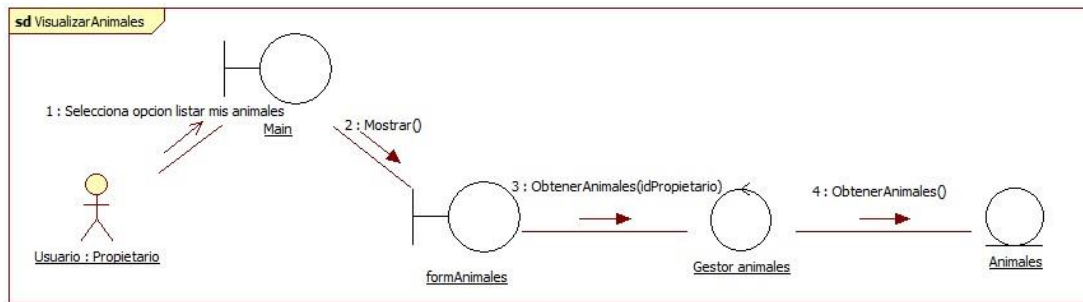 sd VisualizarAnimales
1 : Selecciona opcion listar mis animales
Main
2 : Mostrar()
3 : ObtenerAnimales(idPropietario)
4 : ObtenerAnimales()
Usuario : Propietario
formAnimales
Gestor animales
Animales